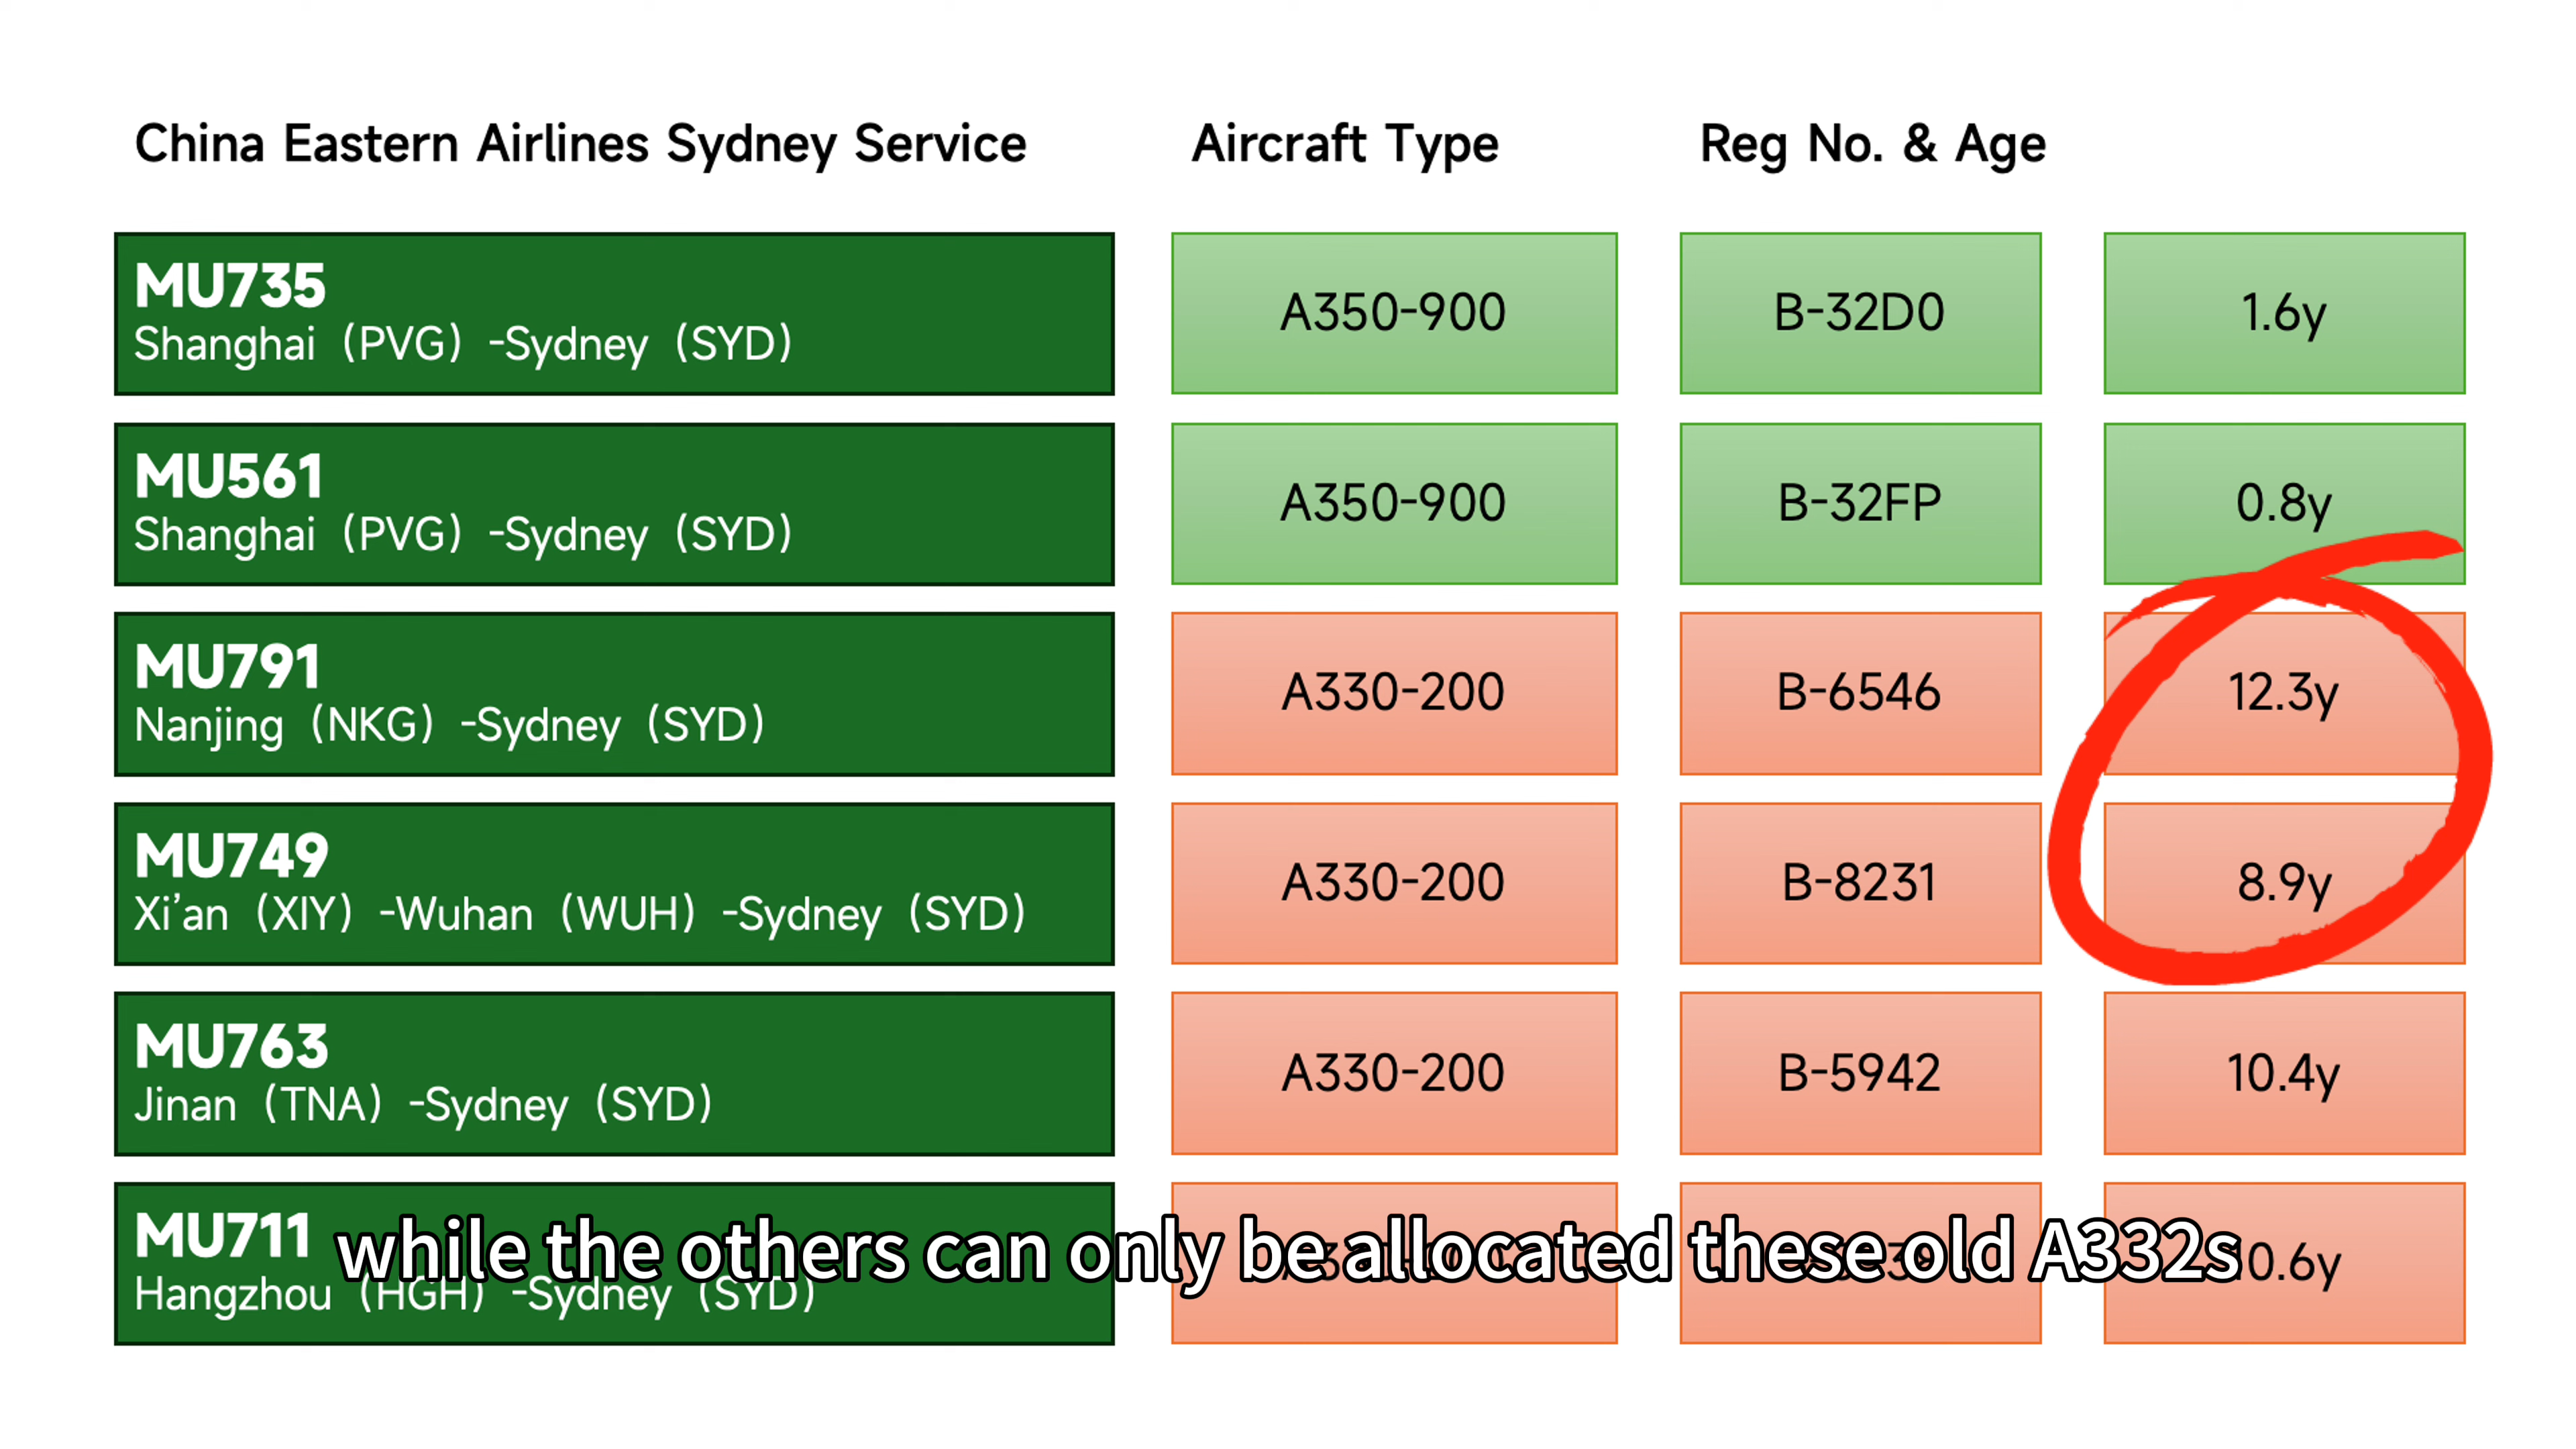 China Eastern Airlines Sydney Service Aircraft Type Reg No. & Age
MU735
Shanghai (PVG) -Sydney (SYD)
A350-900 B-32D0 1.6y
MU561
Shanghai (PVG) -Sydney (SYD)
A350-900 B-32FP 0.8y
MU791
Nanjing (NKG) -Sydney (SYD)
A330-200 B-6546 12.3y
MU749
Xi’an (XIY) -Wuhan (WUH) -Sydney (SYD)
A330-200 B-8231 8.9y
MU763
Jinan (TNA) -Sydney (SYD)
A330-200 B-5942 10.4y
MU711
Hangzhou (HGH) -Sydney (SYD)
while the others can only be allocated these old A332s